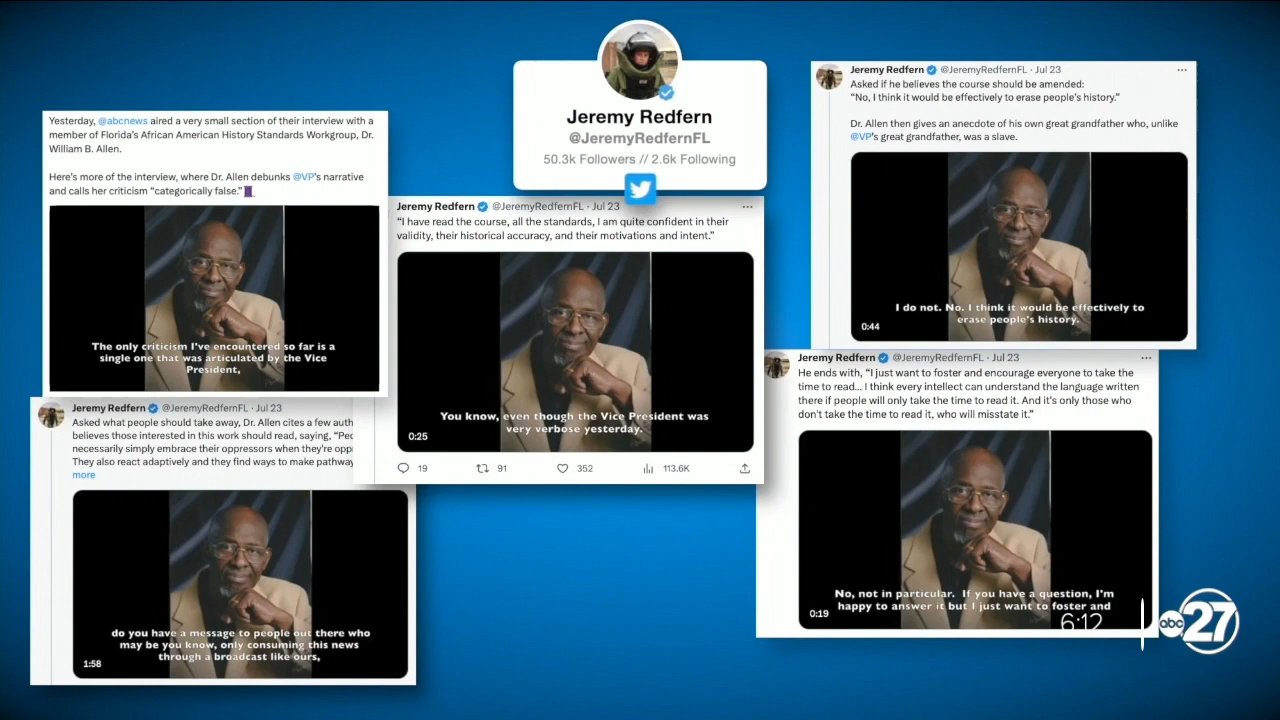 Yesterday, @abcnews aired a very small section of their interview with a
member of Florida's African American History Standards Workgroup, Dr.
William B. Allen.
Here's more of the interview, where Dr. Allen debunks @VP's narrative
and calls her criticism "categorically false."
The only criticism I've encountered so far is a
single one that was articulated by the Vice
President,
Jeremy Redfern @JeremyRedfernFL · Jul 23
Asked what people should take away, Dr. Allen cites a few auth
believes those interested in this work should read, saying, "Peo
necessarily simply embrace their oppressors when they're oppr
They also react adaptively and they find ways to make pathway
more
do you have a message to people out there who
may be you know, only consuming this news
through a broadcast like ours,
1:58
Jeremy Redfern
@JeremyRedfernFL
50.3k Followers // 2.6k Following
Jeremy Redfern @JeremyRedfernFL · Jul 23
"I have read the course, all the standards, I am quite confident in their
validity, their historical accuracy, and their motivations and intent."
You know, even though the Vice President was
very verbose yesterday.
0:25
19 91 352 113.6K
Jeremy Redfern @JeremyRedfernFL · Jul 23
Asked if he believes the course should be amended:
"No, I think it would be effectively to erase people's history."
Dr. Allen then gives an anecdote of his own great grandfather who, unlike
@VP's great grandfather, was a slave.
I do not. No. I think it would be effectively to
erase people's history.
0:44
Jeremy Redfern @JeremyRedfernFL · Jul 23
He ends with, "I just want to foster and encourage everyone to take the
time to read... I think every intellect can understand the language written
there if people will only take the time to read it. And it's only those who
don't take the time to read it, who will misstate it."
No, not in particular. If you have a question, I'm
happy to answer it but I just want to foster and
0:19
6:12
abc 27